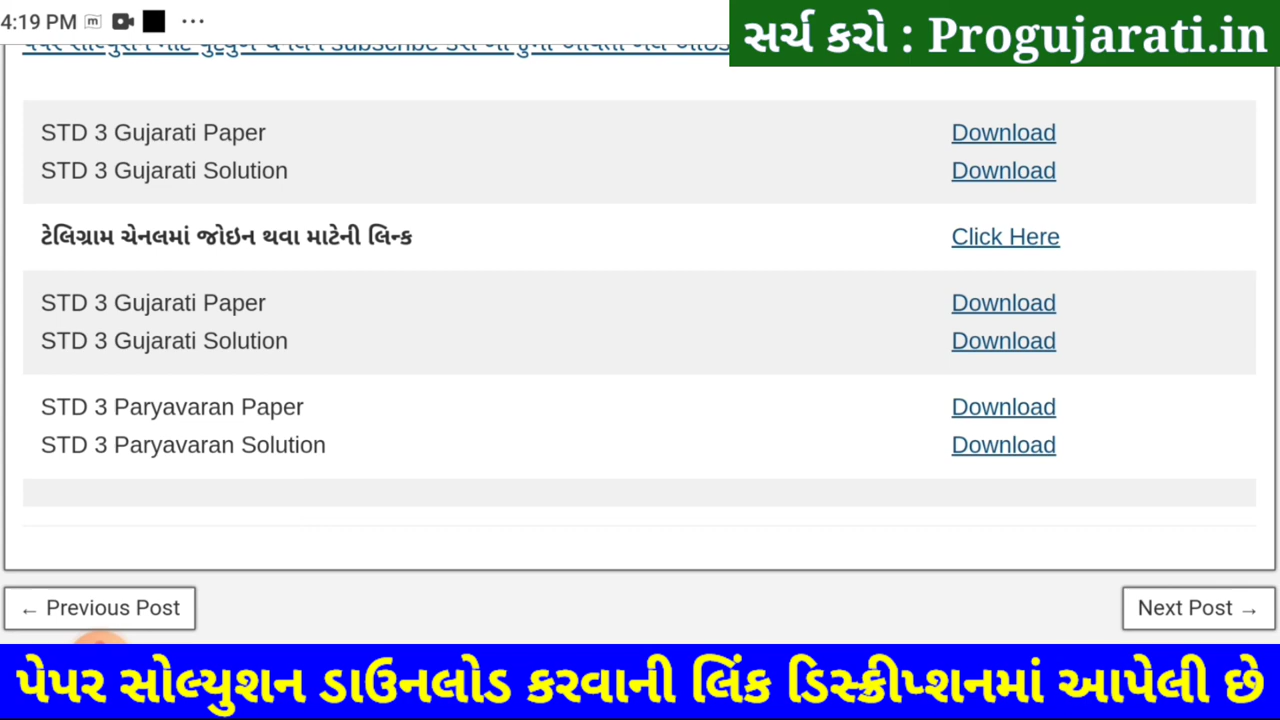 4:19 PM
સર્ચ કરો : Progujarati.in
subscribe
STD 3 Gujarati Paper Download
STD 3 Gujarati Solution Download
ટેલિગ્રામ ચેનલમાં જોઇન થવા માટેની લિન્ક Click Here
STD 3 Gujarati Paper Download
STD 3 Gujarati Solution Download
STD 3 Paryavaran Paper Download
STD 3 Paryavaran Solution Download
← Previous Post
Next Post →
પેપર સોલ્યુશન ડાઉનલોડ કરવાની લિંક ડિસ્ક્રીપ્શનમાં આપેલી છે